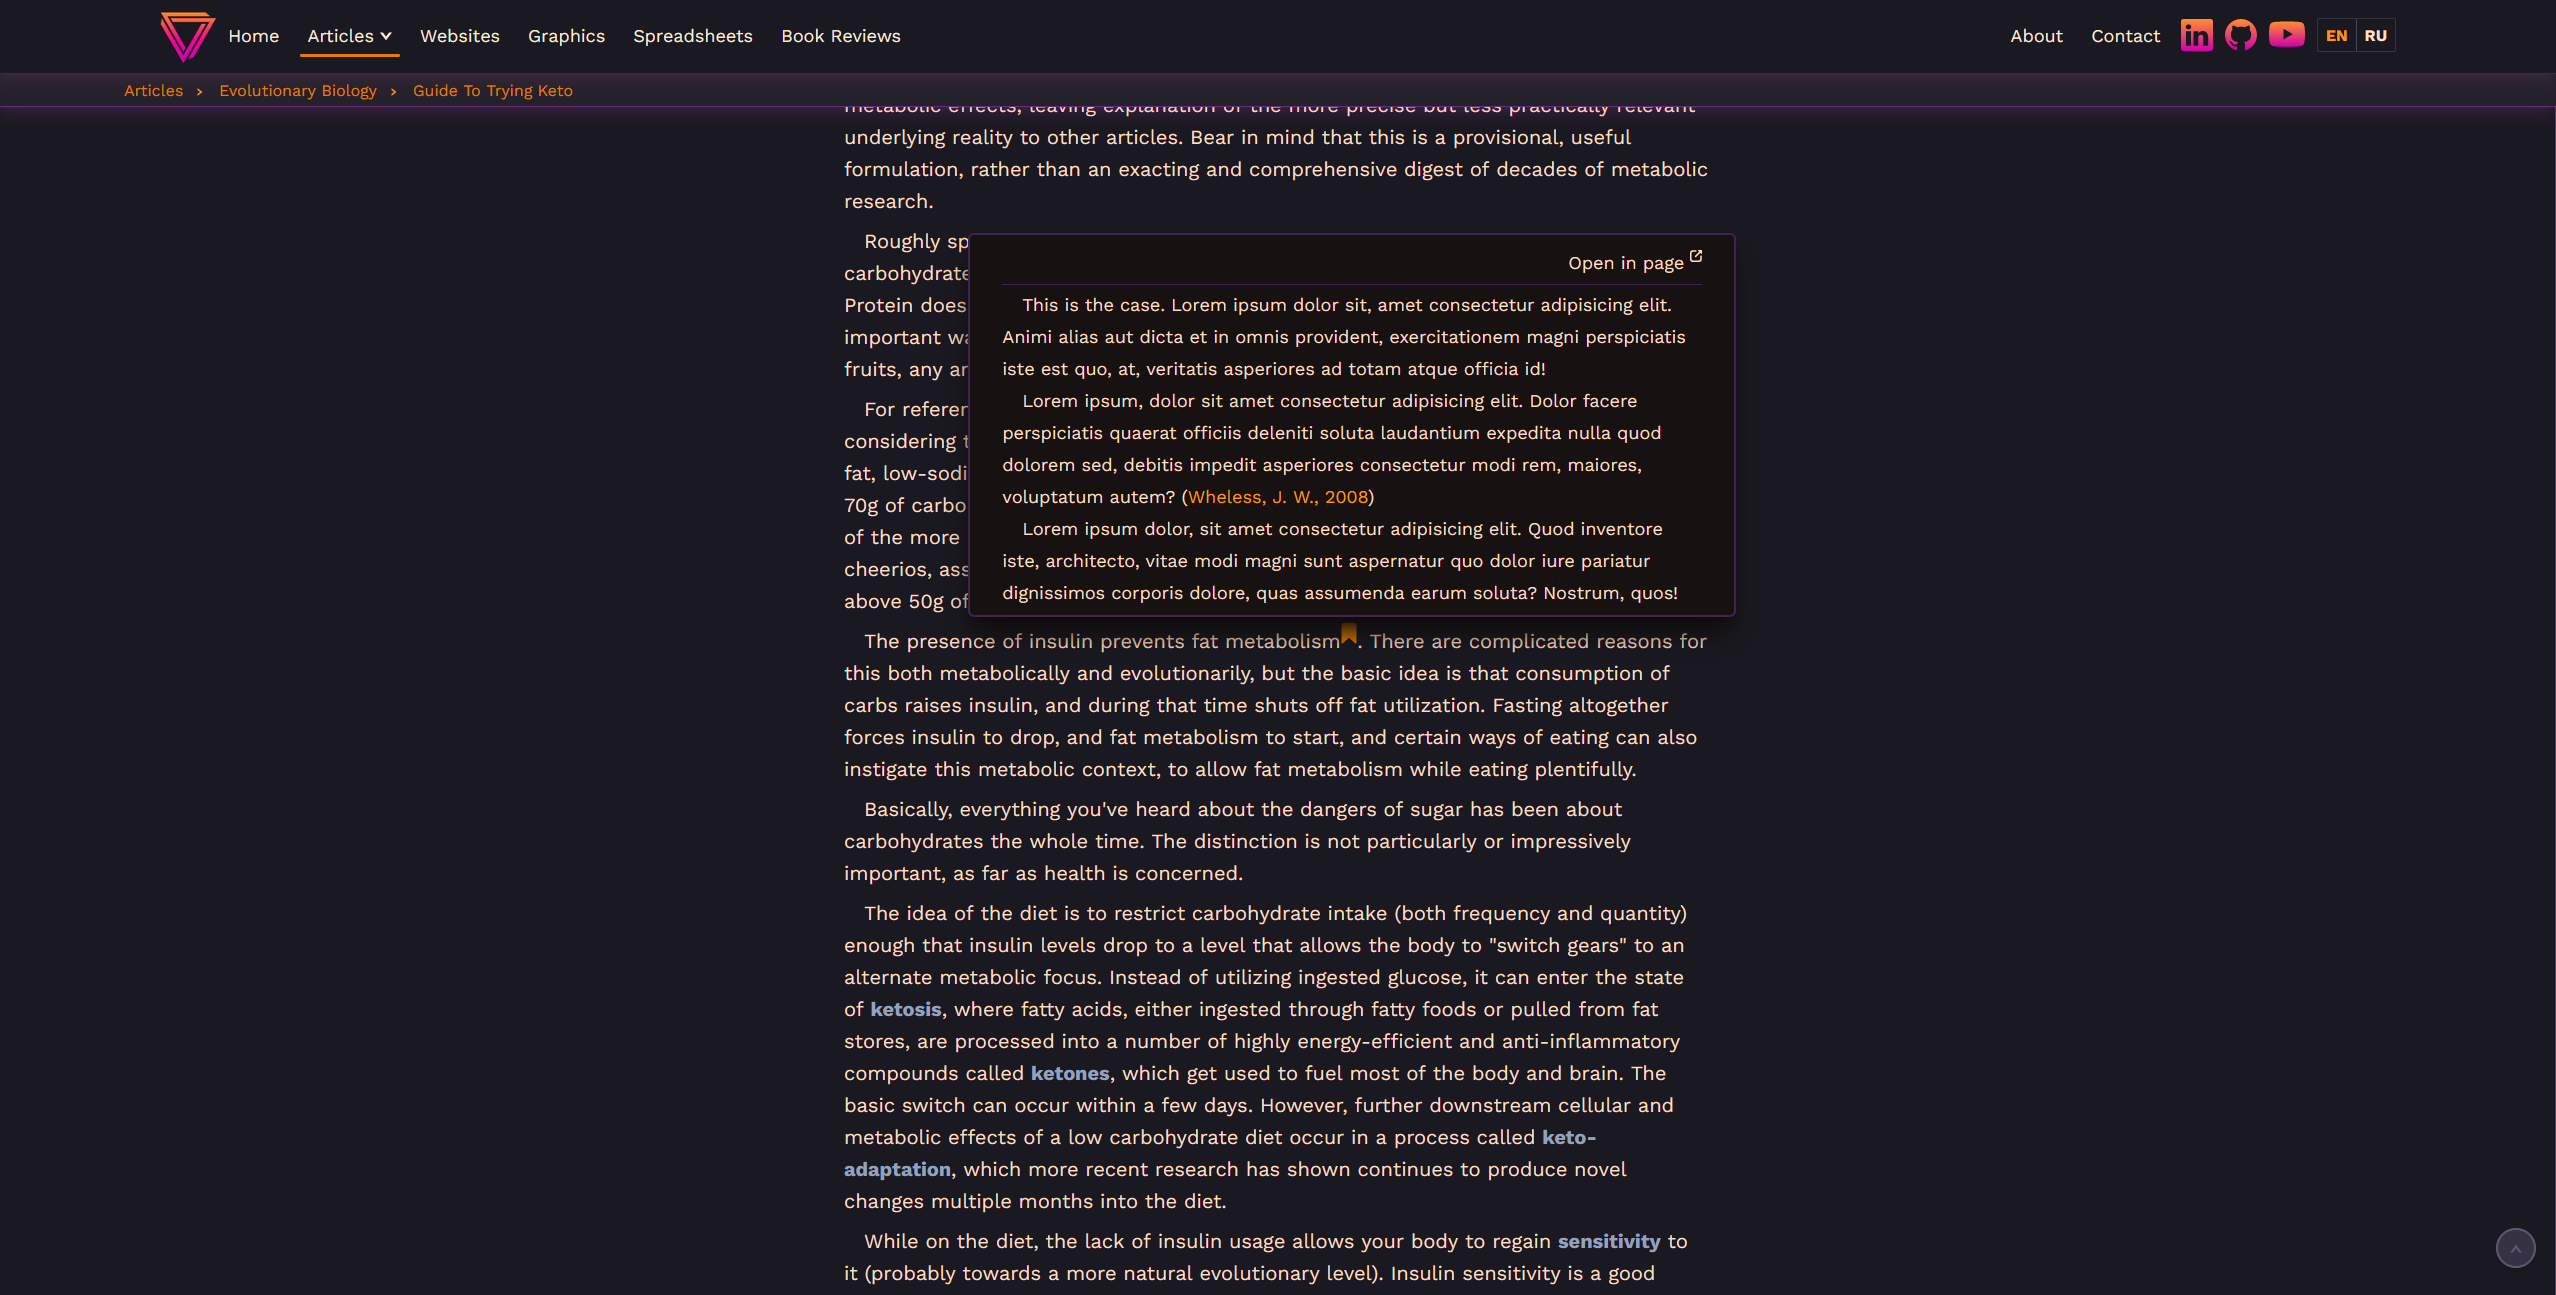 Home Articles Websites Graphics Spreadsheets Book Reviews About Contact EN RU
Articles › Evolutionary Biology › Guide To Trying Keto
metabolic effects, leaving explanation of the more precise but less practically relevant
underlying reality to other articles. Bear in mind that this is a provisional, useful
formulation, rather than an exacting and comprehensive digest of decades of metabolic
research.
Roughly sp
carbohydrate
Protein does
important wa
fruits, any ar
For referen
considering t
fat, low-sodi
70g of carbo
of the more
cheerios, ass
above 50g of
Open in page
This is the case. Lorem ipsum dolor sit, amet consectetur adipisicing elit.
Animi alias aut dicta et in omnis provident, exercitationem magni perspiciatis
iste est quo, at, veritatis asperiores ad totam atque officia id!
Lorem ipsum, dolor sit amet consectetur adipisicing elit. Dolor facere
perspiciatis quaerat officiis deleniti soluta laudantium expedita nulla quod
dolorem sed, debitis impedit asperiores consectetur modi rem, maiores,
voluptatum autem? (Wheless, J. W., 2008)
Lorem ipsum dolor, sit amet consectetur adipisicing elit. Quod inventore
iste, architecto, vitae modi magni sunt aspernatur quo dolor iure pariatur
dignissimos corporis dolore, quas assumenda earum soluta? Nostrum, quos!
The presence of insulin prevents fat metabolism. There are complicated reasons for
this both metabolically and evolutionarily, but the basic idea is that consumption of
carbs raises insulin, and during that time shuts off fat utilization. Fasting altogether
forces insulin to drop, and fat metabolism to start, and certain ways of eating can also
instigate this metabolic context, to allow fat metabolism while eating plentifully.
Basically, everything you've heard about the dangers of sugar has been about
carbohydrates the whole time. The distinction is not particularly or impressively
important, as far as health is concerned.
The idea of the diet is to restrict carbohydrate intake (both frequency and quantity)
enough that insulin levels drop to a level that allows the body to "switch gears" to an
alternate metabolic focus. Instead of utilizing ingested glucose, it can enter the state
of ketosis, where fatty acids, either ingested through fatty foods or pulled from fat
stores, are processed into a number of highly energy-efficient and anti-inflammatory
compounds called ketones, which get used to fuel most of the body and brain. The
basic switch can occur within a few days. However, further downstream cellular and
metabolic effects of a low carbohydrate diet occur in a process called keto-
adaptation, which more recent research has shown continues to produce novel
changes multiple months into the diet.
While on the diet, the lack of insulin usage allows your body to regain sensitivity to
it (probably towards a more natural evolutionary level). Insulin sensitivity is a good